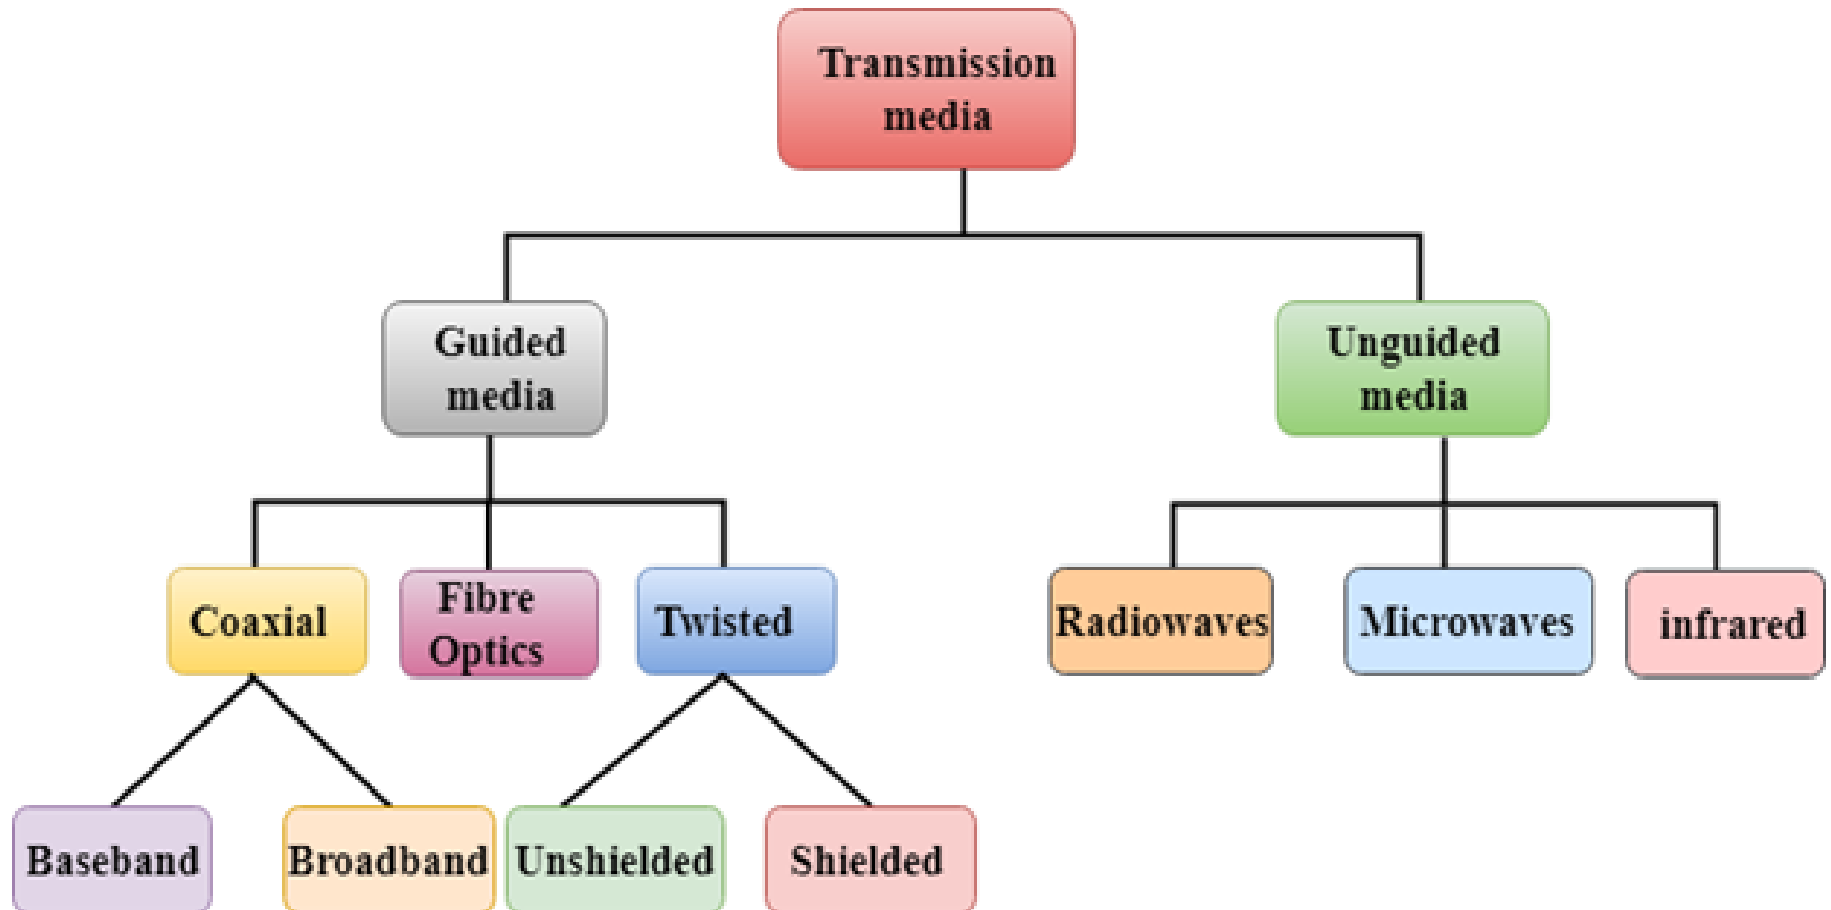 Transmission
media
Guided
media
Unguided
media
Coaxial
Fibre
Optics
Twisted
Radiowaves
Microwaves
infrared
Baseband
Broadband
Unshielded
Shielded